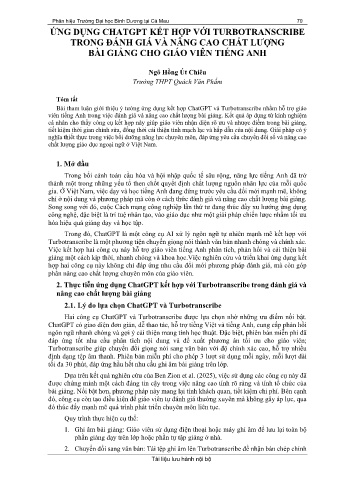 Phân hiệu Trường Đại học Bình Dương tại Cà Mau 79
ỨNG DỤNG CHATGPT KẾT HỢP VỚI TURBOTRANSCRIBE
TRONG ĐÁNH GIÁ VÀ NÂNG CAO CHẤT LƯỢNG
BÀI GIẢNG CHO GIÁO VIÊN TIẾNG ANH
Ngô Hồng Út Chiêu
Trường THPT Quách Văn Phẩm
Tóm tắt
Bài tham luận giới thiệu ý tưởng ứng dụng kết hợp ChatGPT và Turbotranscribe nhằm hỗ trợ giáo
viên tiếng Anh trong việc đánh giá và nâng cao chất lượng bài giảng. Kết quả áp dụng từ kinh nghiệm
cá nhân cho thấy công cụ kết hợp này giúp giáo viên nhận diện rõ ưu và nhược điểm trong bài giảng,
tiết kiệm thời gian chỉnh sửa, đồng thời cải thiện tính mạch lạc và hấp dẫn của nội dung. Giải pháp có ý
nghĩa thiết thực trong việc bồi dưỡng năng lực chuyên môn, đáp ứng yêu cầu chuyển đổi số và nâng cao
chất lượng giáo dục ngoại ngữ ở Việt Nam.
1. Mở đầu
Trong bối cảnh toàn cầu hóa và hội nhập quốc tế sâu rộng, năng lực tiếng Anh đã trở
thành một trong những yếu tố then chốt quyết định chất lượng nguồn nhân lực của mỗi quốc
gia. Ở Việt Nam, việc dạy và học tiếng Anh đang đứng trước yêu cầu đổi mới mạnh mẽ, không
chỉ ở nội dung và phương pháp mà còn ở cách thức đánh giá và nâng cao chất lượng bài giảng.
Song song với đó, cuộc Cách mạng công nghiệp lần thứ tư đang thúc đẩy xu hướng ứng dụng
công nghệ, đặc biệt là trí tuệ nhân tạo, vào giáo dục như một giải pháp chiến lược nhằm tối ưu
hóa hiệu quả giảng dạy và học tập.
Trong đó, ChatGPT là một công cụ AI xử lý ngôn ngữ tự nhiên mạnh mẽ kết hợp với
Turbotranscribe là một phương tiện chuyển giọng nói thành văn bản nhanh chóng và chính xác.
Việc kết hợp hai công cụ này hỗ trợ giáo viên tiếng Anh phân tích, phản hồi và cải thiện bài
giảng một cách kịp thời, nhanh chóng và khoa học. Việc nghiên cứu và triển khai ứng dụng kết
hợp hai công cụ này không chỉ đáp ứng nhu cầu đổi mới phương pháp đánh giá, mà còn góp
phần nâng cao chất lượng chuyên môn của giáo viên.
2. Thực tiễn ứng dụng ChatGPT kết hợp với Turbotranscribe trong đánh giá và
nâng cao chất lượng bài giảng
2.1. Lý do lựa chọn ChatGPT và Turbotranscribe
Hai công cụ ChatGPT và Turbotranscribe được lựa chọn nhờ những ưu điểm nổi bật.
ChatGPT có giao diện đơn giản, dễ thao tác, hỗ trợ tiếng Việt và tiếng Anh, cung cấp phản hồi
ngôn ngữ nhanh chóng và gợi ý cải thiện mang tính học thuật. Đặc biệt, phiên bản miễn phí đã
đáp ứng tốt nhu cầu phân tích nội dung và đề xuất phương án tối ưu cho giáo viên;
Turbotranscribe giúp chuyển đổi giọng nói sang văn bản với độ chính xác cao, hỗ trợ nhiều
định dạng tệp âm thanh. Phiên bản miễn phí cho phép 3 lượt sử dụng mỗi ngày, mỗi lượt dài
tối đa 30 phút, đáp ứng hầu hết nhu cầu ghi âm bài giảng trên lớp.
Dựa trên kết quả nghiên cứu của Ben Zion et al. (2025), việc sử dụng các công cụ này đã
được chứng minh một cách đáng tin cậy trong việc nâng cao tính rõ ràng và tính tổ chức của
bài giảng. Nổi bật hơn, phương pháp này mang lại tính khách quan, tiết kiệm chi phí. Bên cạnh
đó, công cụ còn tạo điều kiện để giáo viên tự đánh giá thường xuyên mà không gây áp lực, qua
đó thúc đẩy mạnh mẽ quá trình phát triển chuyên môn liên tục.
Quy trình thực hiện cụ thể:
1. Ghi âm bài giảng: Giáo viên sử dụng điện thoại hoặc máy ghi âm để lưu lại toàn bộ
phần giảng dạy trên lớp hoặc phần tự tập giảng ở nhà.
2. Chuyển đổi sang văn bản: Tải tệp ghi âm lên Turbotranscribe để nhận bản chép chính
Tài liệu lưu hành nội bộ